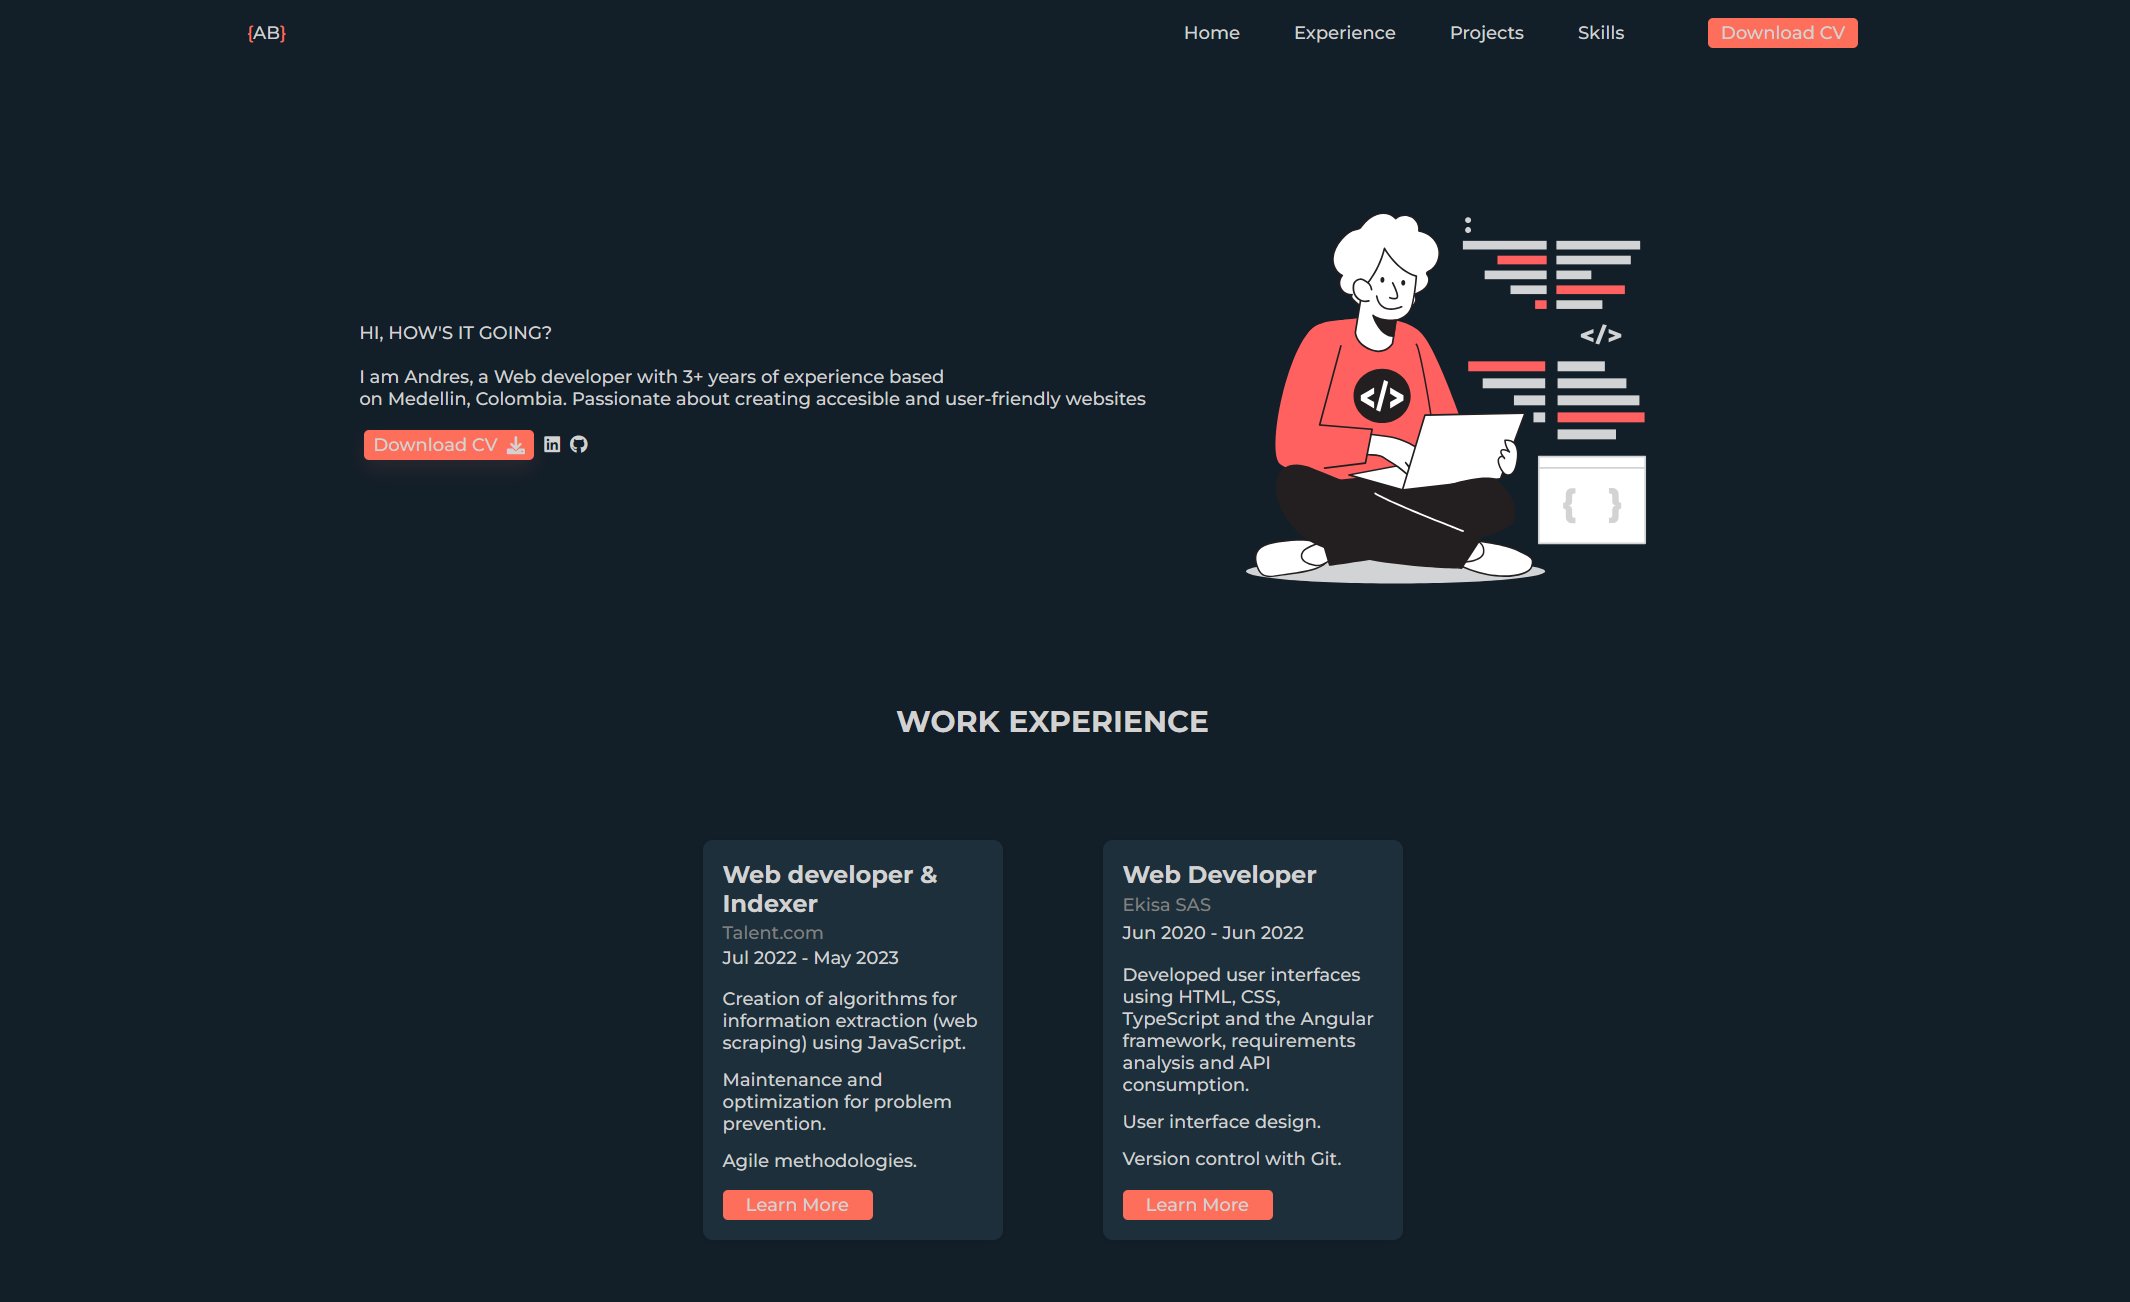 {AB}
Home
Experience
Projects
Skills
Download CV
HI, HOW'S IT GOING?
I am Andres, a Web developer with 3+ years of experience based
on Medellin, Colombia. Passionate about creating accesible and user-friendly websites
Download CV
in
</>
</>
{ }
WORK EXPERIENCE
Web developer &
Indexer
Talent.com
Jul 2022 - May 2023
Creation of algorithms for
information extraction (web
scraping) using JavaScript.
Maintenance and
optimization for problem
prevention.
Agile methodologies.
Learn More
Web Developer
Ekisa SAS
Jun 2020 - Jun 2022
Developed user interfaces
using HTML, CSS,
TypeScript and the Angular
framework, requirements
analysis and API
consumption.
User interface design.
Version control with Git.
Learn More